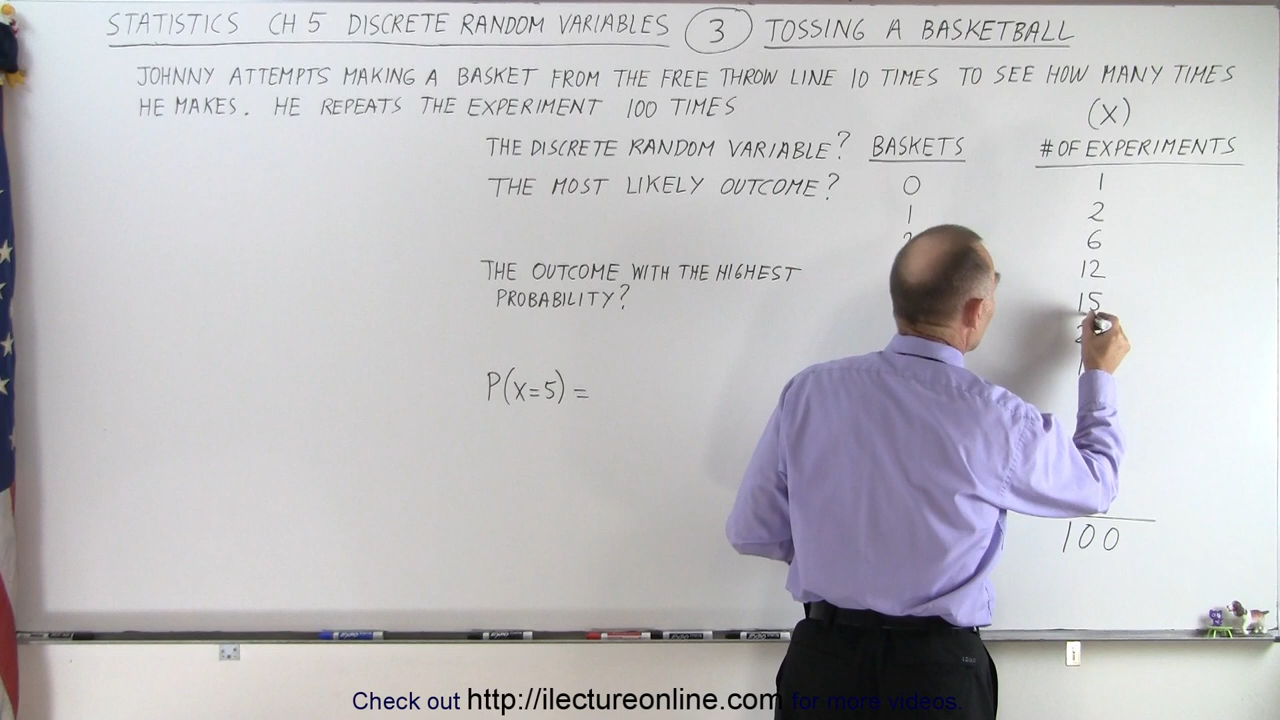 STATISTICS CH 5 DISCRETE RANDOM VARIABLES 3 TOSSING A BASKETBALL
JOHNNY ATTEMPTS MAKING A BASKET FROM THE FREE THROW LINE 10 TIMES TO SEE HOW MANY TIMES
HE MAKES. HE REPEATS THE EXPERIMENT 100 TIMES
(X)
THE DISCRETE RANDOM VARIABLE? BASKETS # OF EXPERIMENTS
THE MOST LIKELY OUTCOME? 0 1
1 2
6
THE OUTCOME WITH THE HIGHEST 12
PROBABILITY? 15
P(X=5) =
100
Check out http://ilectureonline.com for more videos.